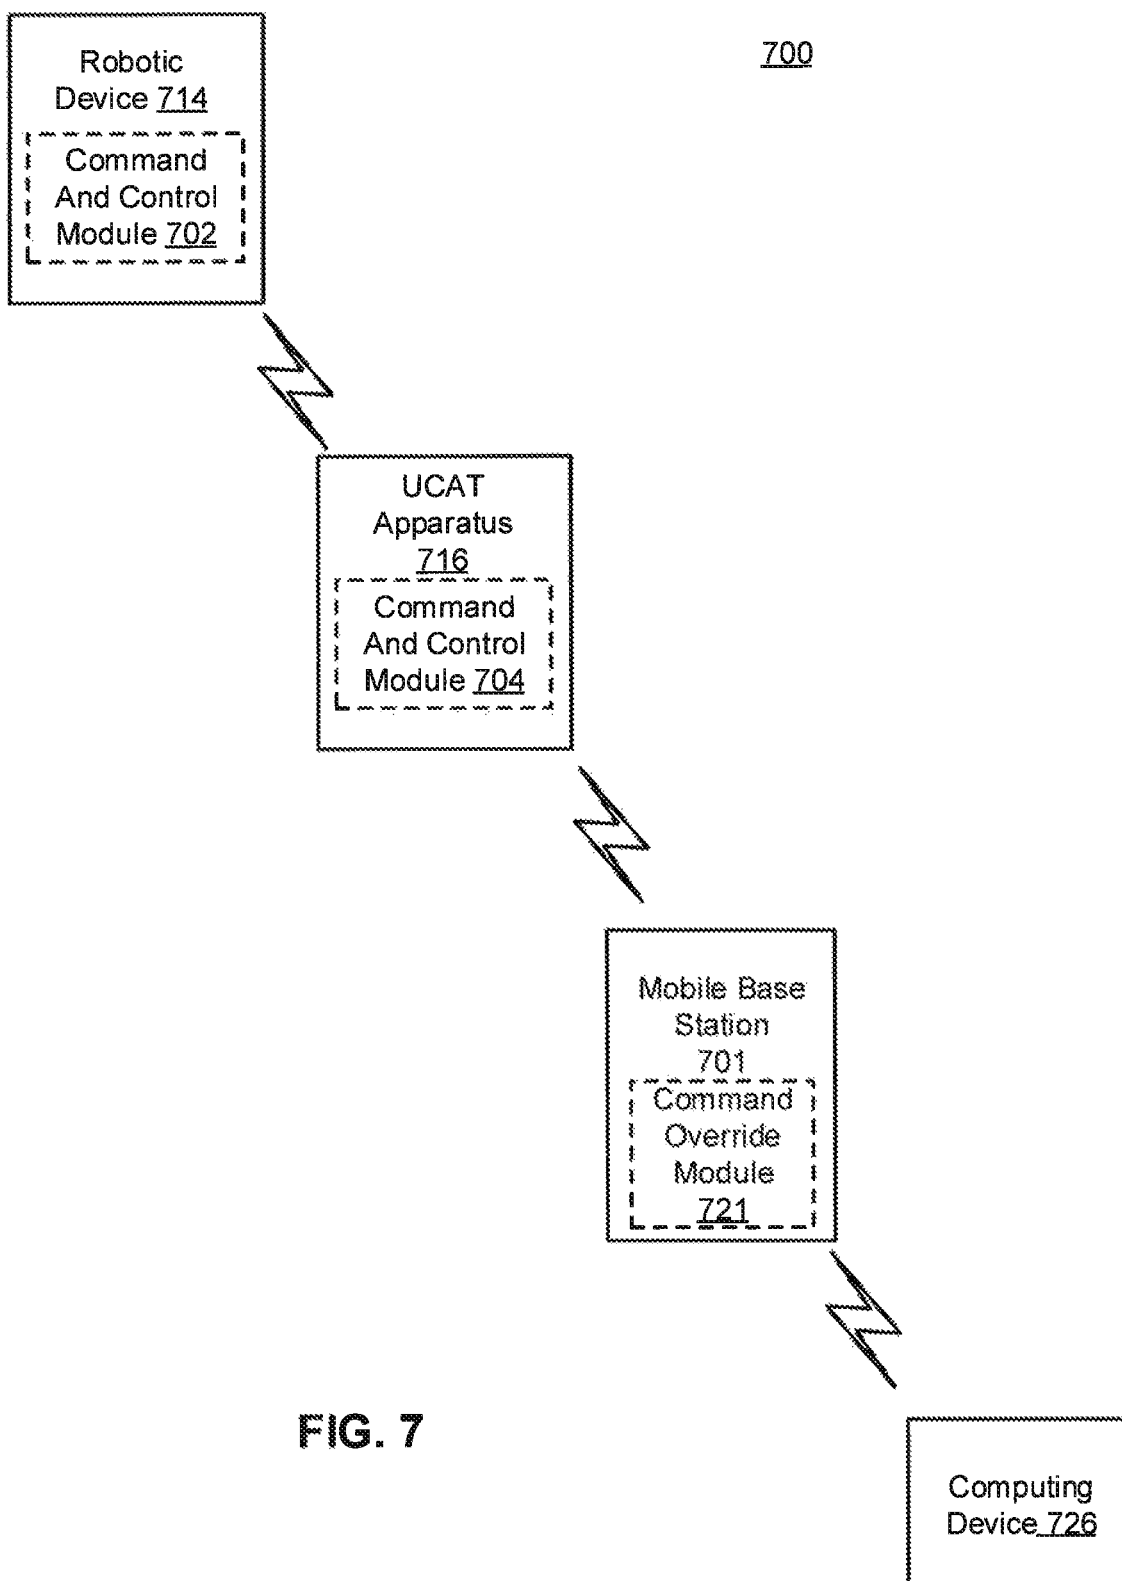 700
Robotic
Device 714
Command
And Control
Module 702
UCAT
Apparatus
716
Command
And Control
Module 704
Mobile Base
Station
701
Command
Override
Module
721
FIG. 7
Computing
Device 726